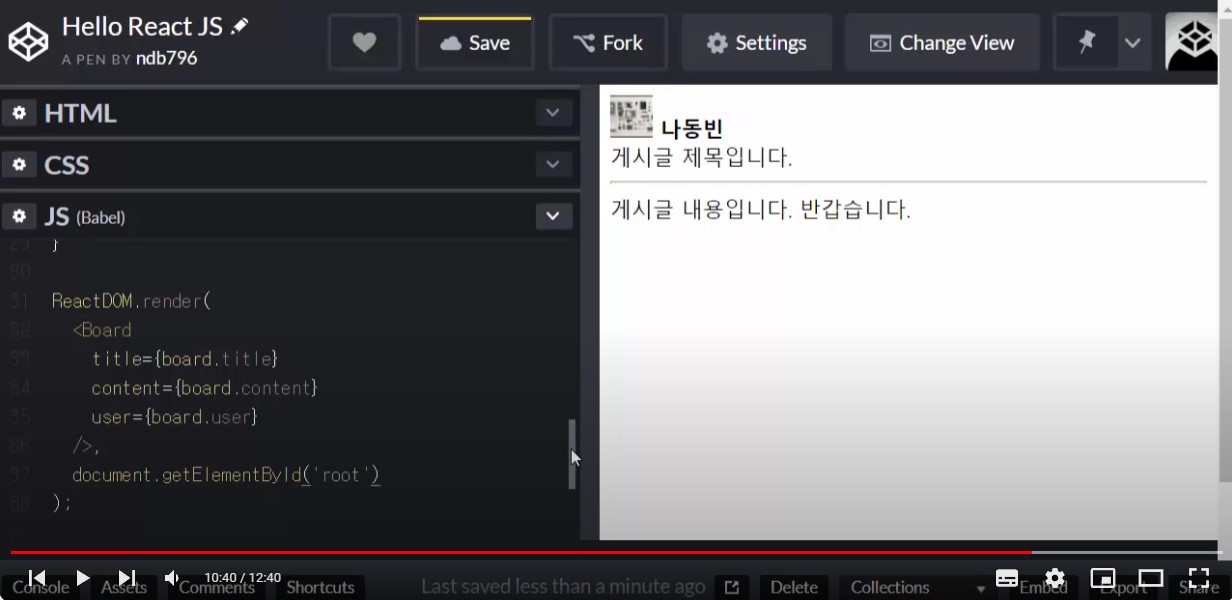 Hello React JS
A PEN BY ndb796
Save
Fork
Settings
Change View
HTML
CSS
JS (Babel)
29 }
30
31 ReactDOM.render(
32 <Board
33 title={board.title}
34 content={board.content}
35 user={board.user}
36 />,
37 document.getElementById('root')
38 );
나동빈
게시글 제목입니다.
게시글 내용입니다. 반갑습니다.
10:40 / 12:40
Console
Assets
Comments
Shortcuts
Last saved less than a minute ago
Delete
Collections
Embed
Export
Share